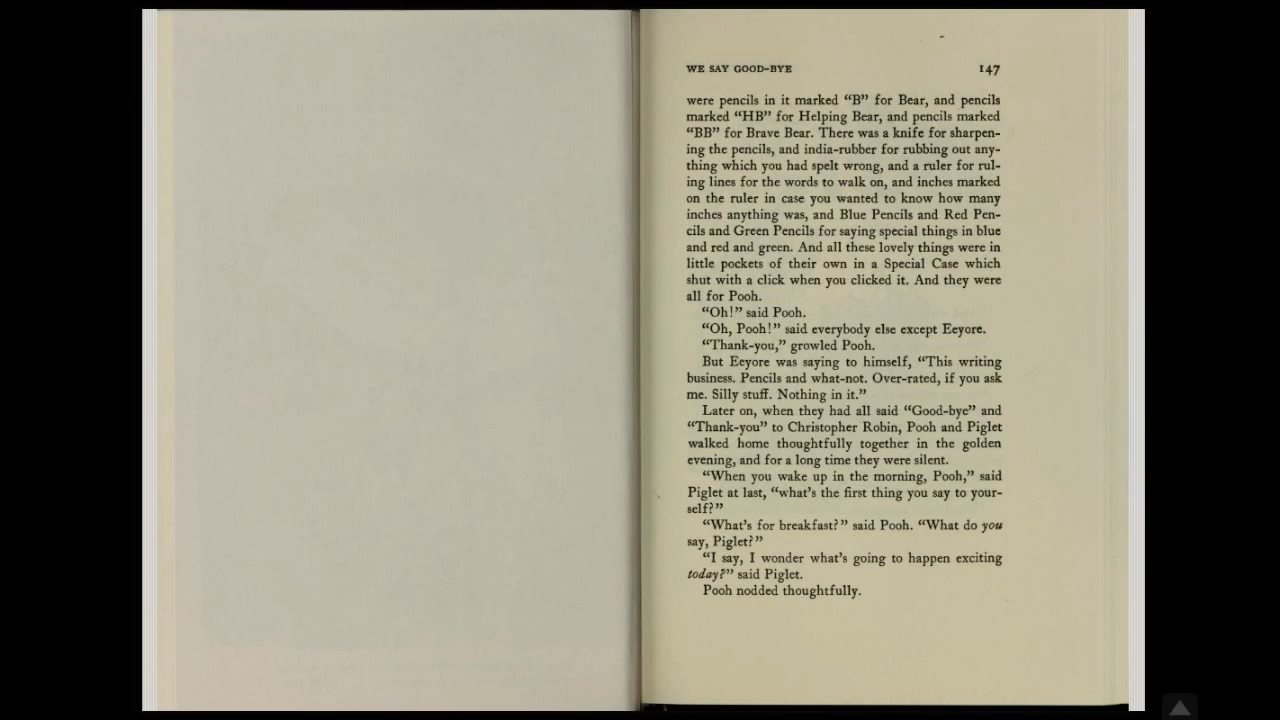 WE SAY GOOD-BYE 147
were pencils in it marked “B” for Bear, and pencils
marked “HB” for Helping Bear, and pencils marked
“BB” for Brave Bear. There was a knife for sharpen-
ing the pencils, and india-rubber for rubbing out any-
thing which you had spelt wrong, and a ruler for rul-
ing lines for the words to walk on, and inches marked
on the ruler in case you wanted to know how many
inches anything was, and Blue Pencils and Red Pen-
cils and Green Pencils for saying special things in blue
and red and green. And all these lovely things were in
little pockets of their own in a Special Case which
shut with a click when you clicked it. And they were
all for Pooh.
“Oh!” said Pooh.
“Oh, Pooh!” said everybody else except Eeyore.
“Thank-you,” growled Pooh.
But Eeyore was saying to himself, “This writing
business. Pencils and what-not. Over-rated, if you ask
me. Silly stuff. Nothing in it.”
Later on, when they had all said “Good-bye” and
“Thank-you” to Christopher Robin, Pooh and Piglet
walked home thoughtfully together in the golden
evening, and for a long time they were silent.
“When you wake up in the morning, Pooh,” said
Piglet at last, “what's the first thing you say to your-
self?”
“What's for breakfast?” said Pooh. “What do you
say, Piglet?”
“I say, I wonder what's going to happen exciting
today?” said Piglet.
Pooh nodded thoughtfully.